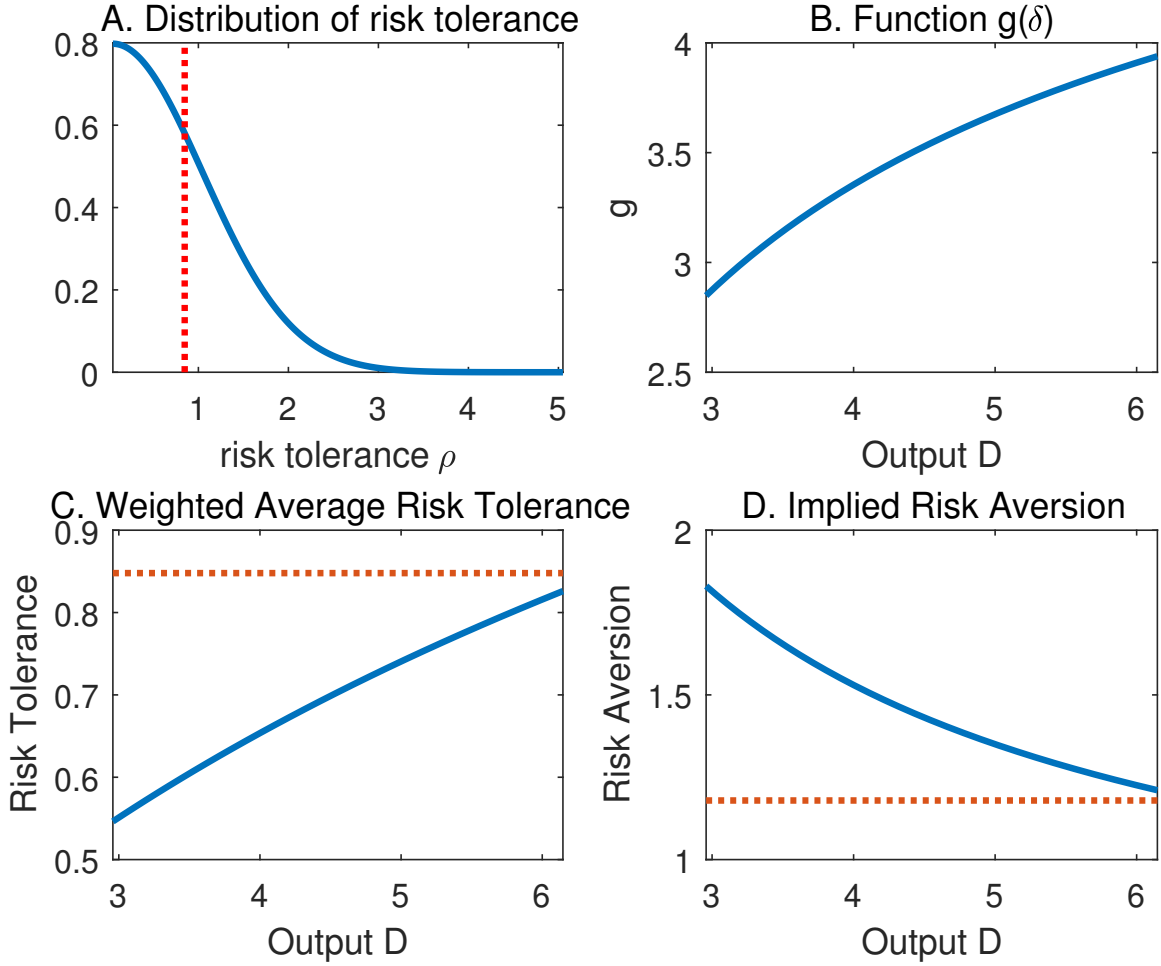 A. Distribution of risk tolerance
0.8
0.6
0.4
0.2
0
1 2 3 4 5
risk tolerance ρ
B. Function g(δ)
4
3.5
3
2.5
g
3 4 5 6
Output D
C. Weighted Average Risk Tolerance
0.9
0.8
0.7
0.6
0.5
Risk Tolerance
3 4 5 6
Output D
D. Implied Risk Aversion
2
1.5
1
Risk Aversion
3 4 5 6
Output D